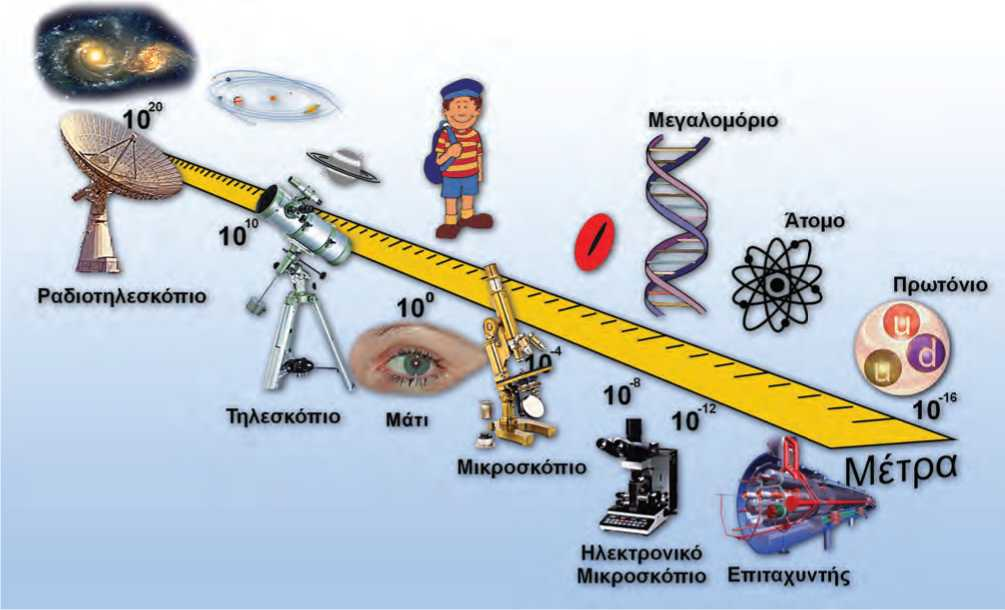 10^20
Μεγαλομόριο
Άτομο
10^10
Πρωτόνιο
Ραδιοτηλεσκόπιο
10^0
u
d
u
10^-4
10^-8
10^-12
10^-16
Τηλεσκόπιο
Μάτι
Μικροσκόπιο
Μέτρα
Ηλεκτρονικό
Μικροσκόπιο
Επιταχυντής